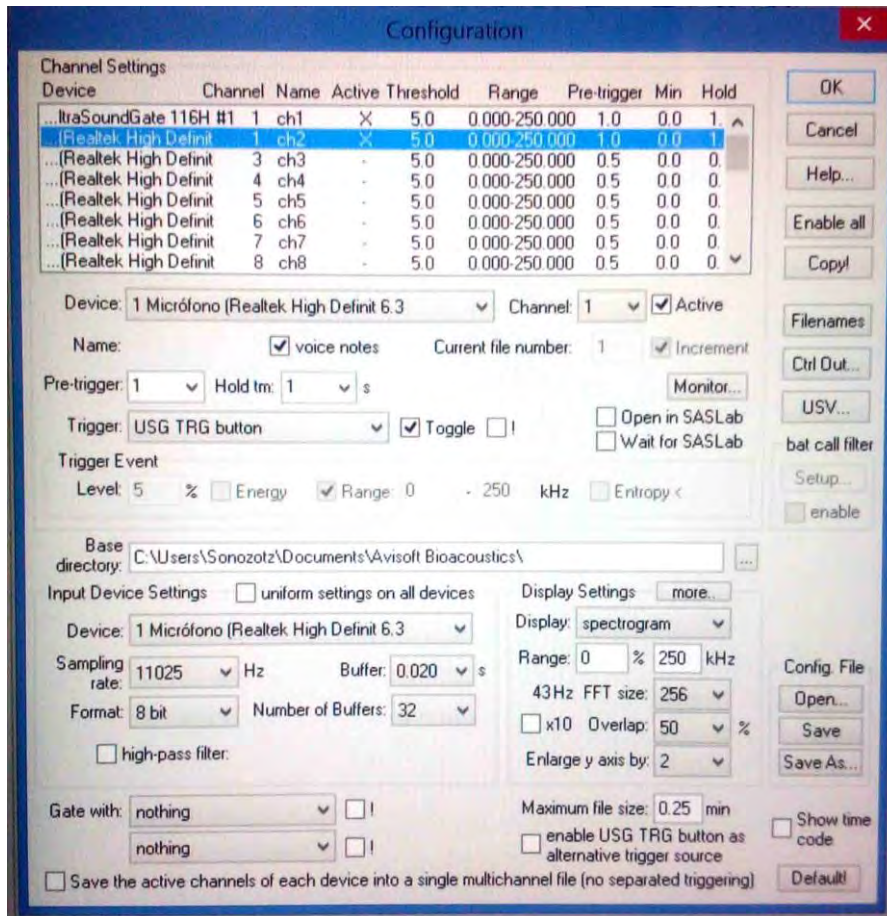 Configuration
Channel Settings
Device Channel Name Active Threshold Range Pre-trigger Min Hold
...ltraSoundGate 116H #1 1 ch1 X 5.0 0.000-250.000 1.0 0.0 1.
...(Realtek High Definit 1 ch2 X 5.0 0.000-250.000 1.0 0.0 1.
...(Realtek High Definit 3 ch3 - 5.0 0.000-250.000 0.5 0.0 0.
...(Realtek High Definit 4 ch4 - 5.0 0.000-250.000 0.5 0.0 0.
...(Realtek High Definit 5 ch5 - 5.0 0.000-250.000 0.5 0.0 0.
...(Realtek High Definit 6 ch6 - 5.0 0.000-250.000 0.5 0.0 0.
...(Realtek High Definit 7 ch7 - 5.0 0.000-250.000 0.5 0.0 0.
...(Realtek High Definit 8 ch8 - 5.0 0.000-250.000 0.5 0.0 0.
OK
Cancel
Help...
Enable all
Copy!
Device: 1 Micrófono (Realtek High Definit 6.3 Channel: 1 Active
Filenames
Name: voice notes Current file number: 1 Increment
Ctrl Out...
Pre-trigger: 1 Hold tm: 1 s Monitor...
USV...
Trigger: USG TRG button Toggle ! Open in SASLab
Wait for SASLab
bat call filter
Trigger Event
Setup...
Level: 5 % Energy Range: 0 - 250 kHz Entropy <
enable
Base directory: C:\Users\Sonozotz\Documents\Avisoft Bioacoustics\ ...
Input Device Settings uniform settings on all devices
Device: 1 Micrófono (Realtek High Definit 6.3
Sampling rate: 11025 Hz Buffer: 0.020 s
Format: 8 bit Number of Buffers: 32
high-pass filter:
Display Settings more..
Display: spectrogram
Range: 0 % 250 kHz
43Hz FFT size: 256
x10 Overlap: 50 %
Enlarge y axis by: 2
Config. File
Open...
Save
Save As...
Gate with: nothing !
nothing !
Maximum file size: 0.25 min
enable USG TRG button as
alternative trigger source
Show time
code
Save the active channels of each device into a single multichannel file (no separated triggering)
Default!